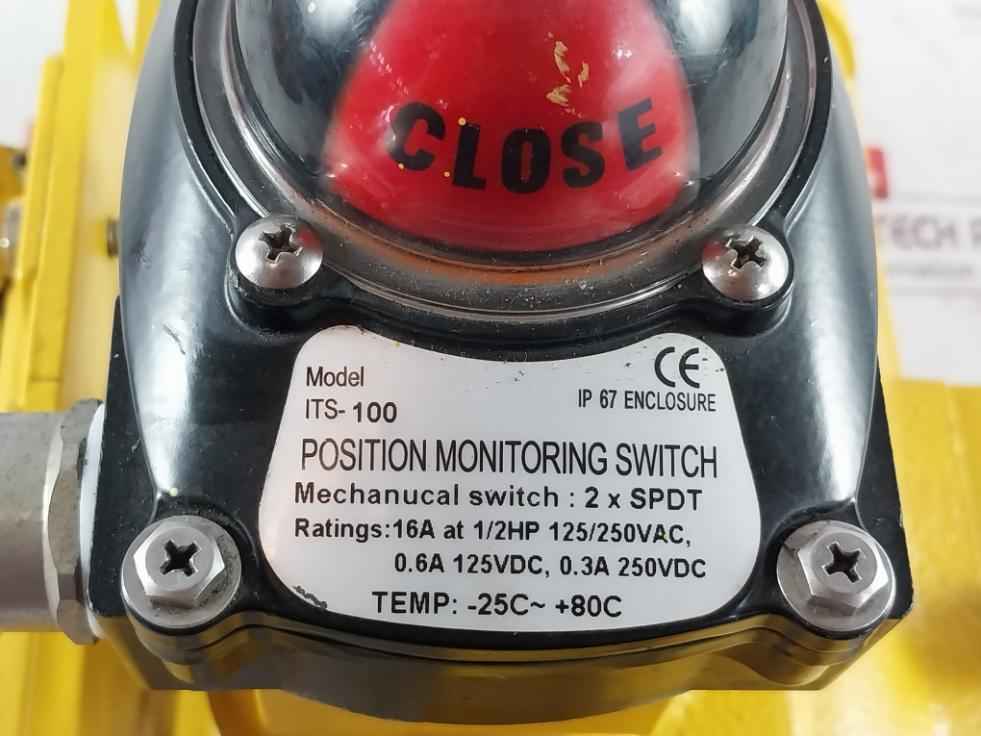 CLOSE
Model
ITS-100
CE
IP 67 ENCLOSURE
POSITION MONITORING SWITCH
Mechanucal switch : 2 x SPDT
Ratings:16A at 1/2HP 125/250VAC,
0.6A 125VDC, 0.3A 250VDC
TEMP: -25C~ +80C